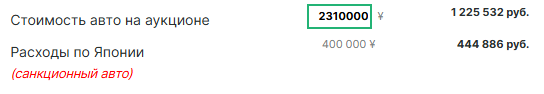 Стоимость авто на аукционе 2310000 ¥ 1 225 532 руб.
Расходы по Японии 400 000 ¥ 444 886 руб.
(санкционный авто)